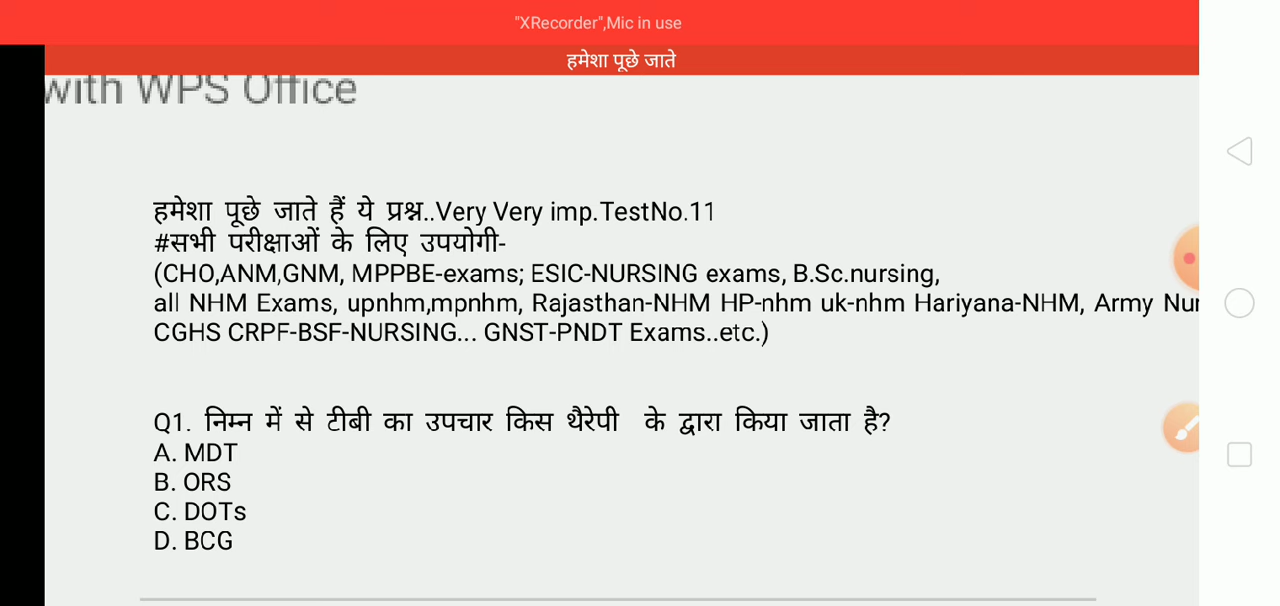 "XRecorder",Mic in use
हमेशा पूछे जाते
with WPS Office
हमेशा पूछे जाते हैं ये प्रश्न..Very Very imp.TestNo.11
#सभी परीक्षाओं के लिए उपयोगी-
(CHO,ANM,GNM, MPPBE-exams; ESIC-NURSING exams, B.Sc.nursing,
all NHM Exams, upnhm,mpnhm, Rajasthan-NHM HP-nhm uk-nhm Hariyana-NHM, Army
CGHS CRPF-BSF-NURSING... GNST-PNDT Exams..etc.)
Q1. निम्न में से टीबी का उपचार किस थैरेपी के द्वारा किया जाता है?
A. MDT
B. ORS
C. DOTs
D. BCG